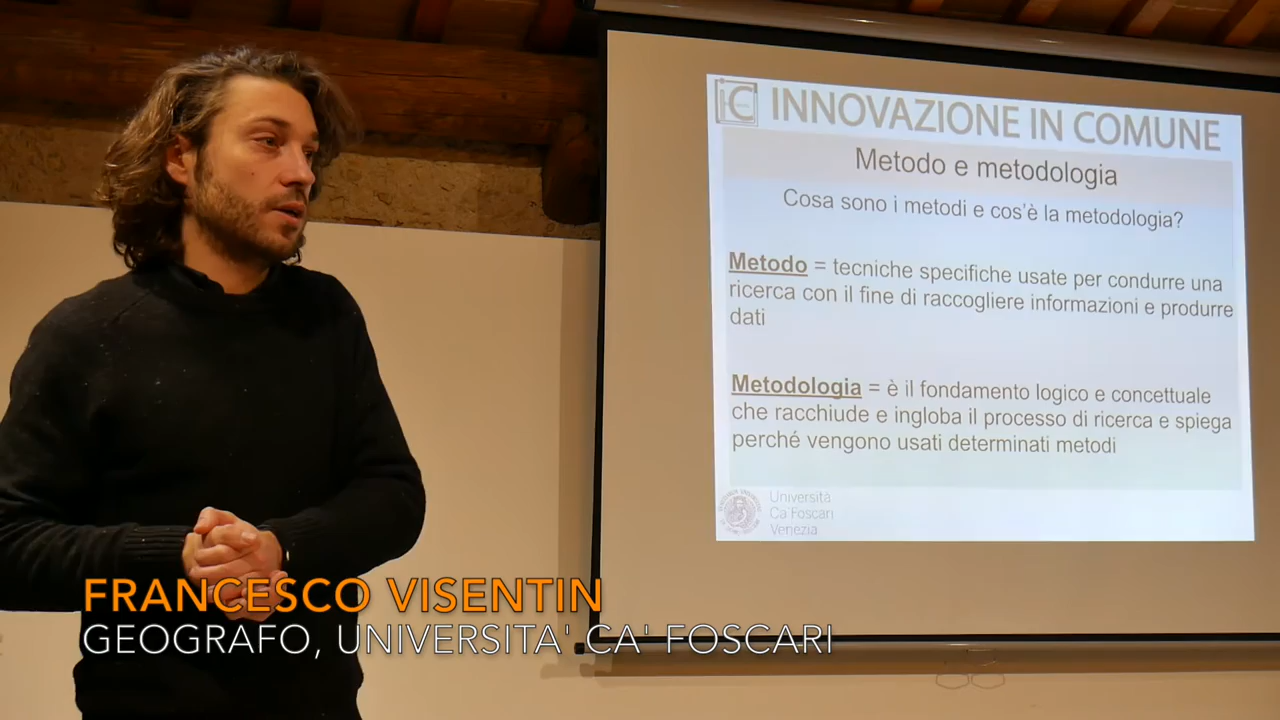 iC
INNOVAZIONE IN COMUNE
Metodo e metodologia
Cosa sono i metodi e cos'è la metodologia?
Metodo = tecniche specifiche usate per condurre una
ricerca con il fine di raccogliere informazioni e produrre
dati
Metodologia = è il fondamento logico e concettuale
che racchiude e ingloba il processo di ricerca e spiega
perché vengono usati determinati metodi
Università
Ca'Foscari
Venezia
FRANCESCO VISENTIN
GEOGRAFO, UNIVERSITA' CA' FOSCARI